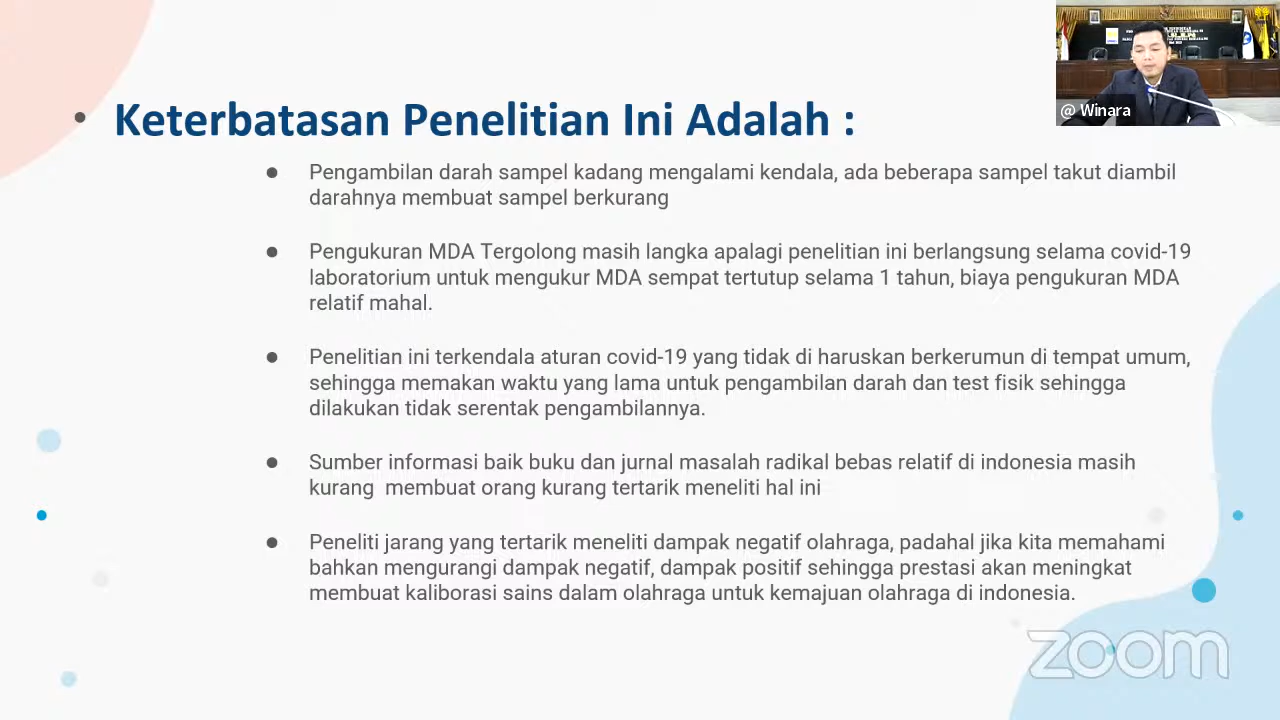 • Keterbatasan Penelitian Ini Adalah :
@ Winara
● Pengambilan darah sampel kadang mengalami kendala, ada beberapa sampel takut diambil
darahnya membuat sampel berkurang
● Pengukuran MDA Tergolong masih langka apalagi penelitian ini berlangsung selama covid-19
laboratorium untuk mengukur MDA sempat tertutup selama 1 tahun, biaya pengukuran MDA
relatif mahal.
● Penelitian ini terkendala aturan covid-19 yang tidak di haruskan berkerumun di tempat umum,
sehingga memakan waktu yang lama untuk pengambilan darah dan test fisik sehingga
dilakukan tidak serentak pengambilannya.
● Sumber informasi baik buku dan jurnal masalah radikal bebas relatif di indonesia masih
kurang  membuat orang kurang tertarik meneliti hal ini
● Peneliti jarang yang tertarik meneliti dampak negatif olahraga, padahal jika kita memahami
bahkan mengurangi dampak negatif, dampak positif sehingga prestasi akan meningkat
membuat kaliborasi sains dalam olahraga untuk kemajuan olahraga di indonesia.
zoom